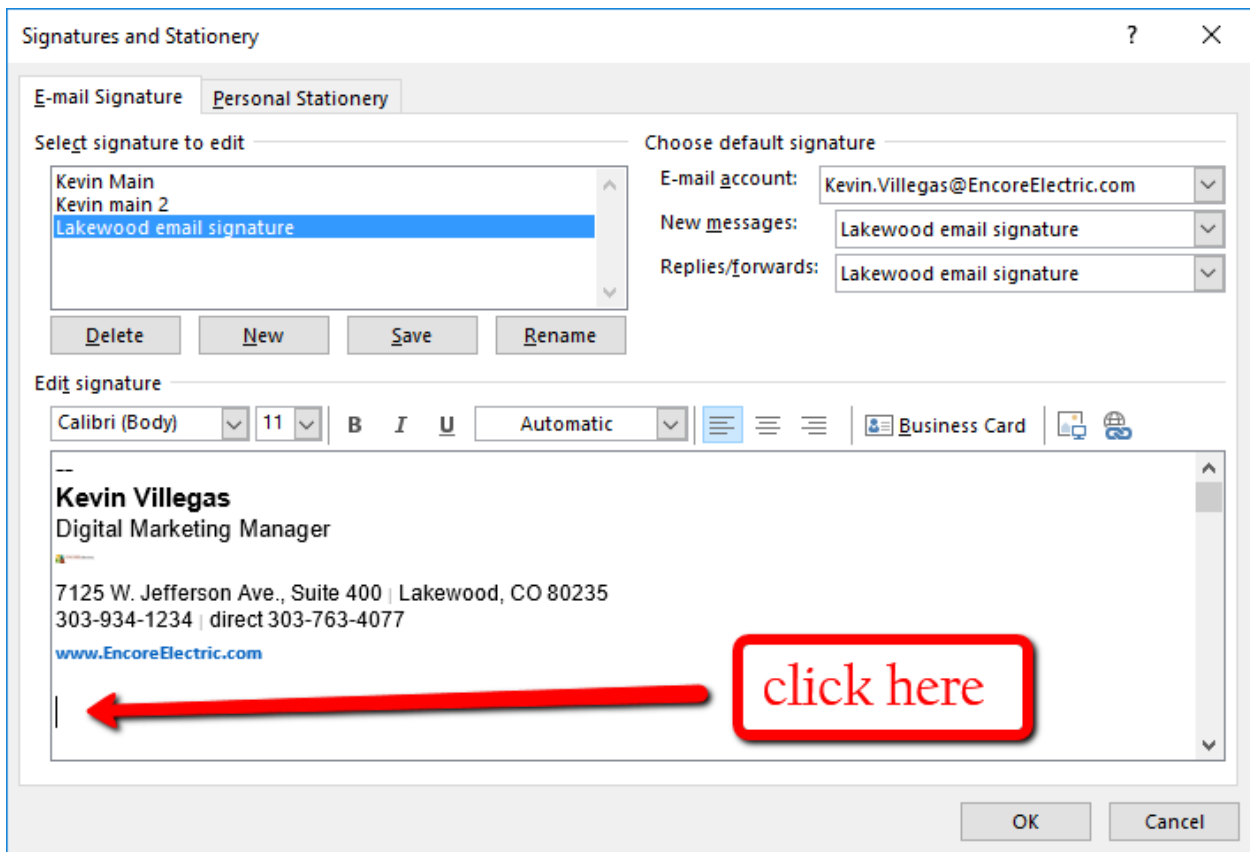 Signatures and Stationery ?
E-mail Signature Personal Stationery
Select signature to edit
Kevin Main
Kevin main 2
Lakewood email signature
Delete New Save Rename
Choose default signature
E-mail account: Kevin.Villegas@EncoreElectric.com
New messages: Lakewood email signature
Replies/forwards: Lakewood email signature
Edit signature
Calibri (Body) 11 B I U Automatic Business Card
--
Kevin Villegas
Digital Marketing Manager
7125 W. Jefferson Ave., Suite 400 | Lakewood, CO 80235
303-934-1234 | direct 303-763-4077
www.EncoreElectric.com
click here
OK Cancel